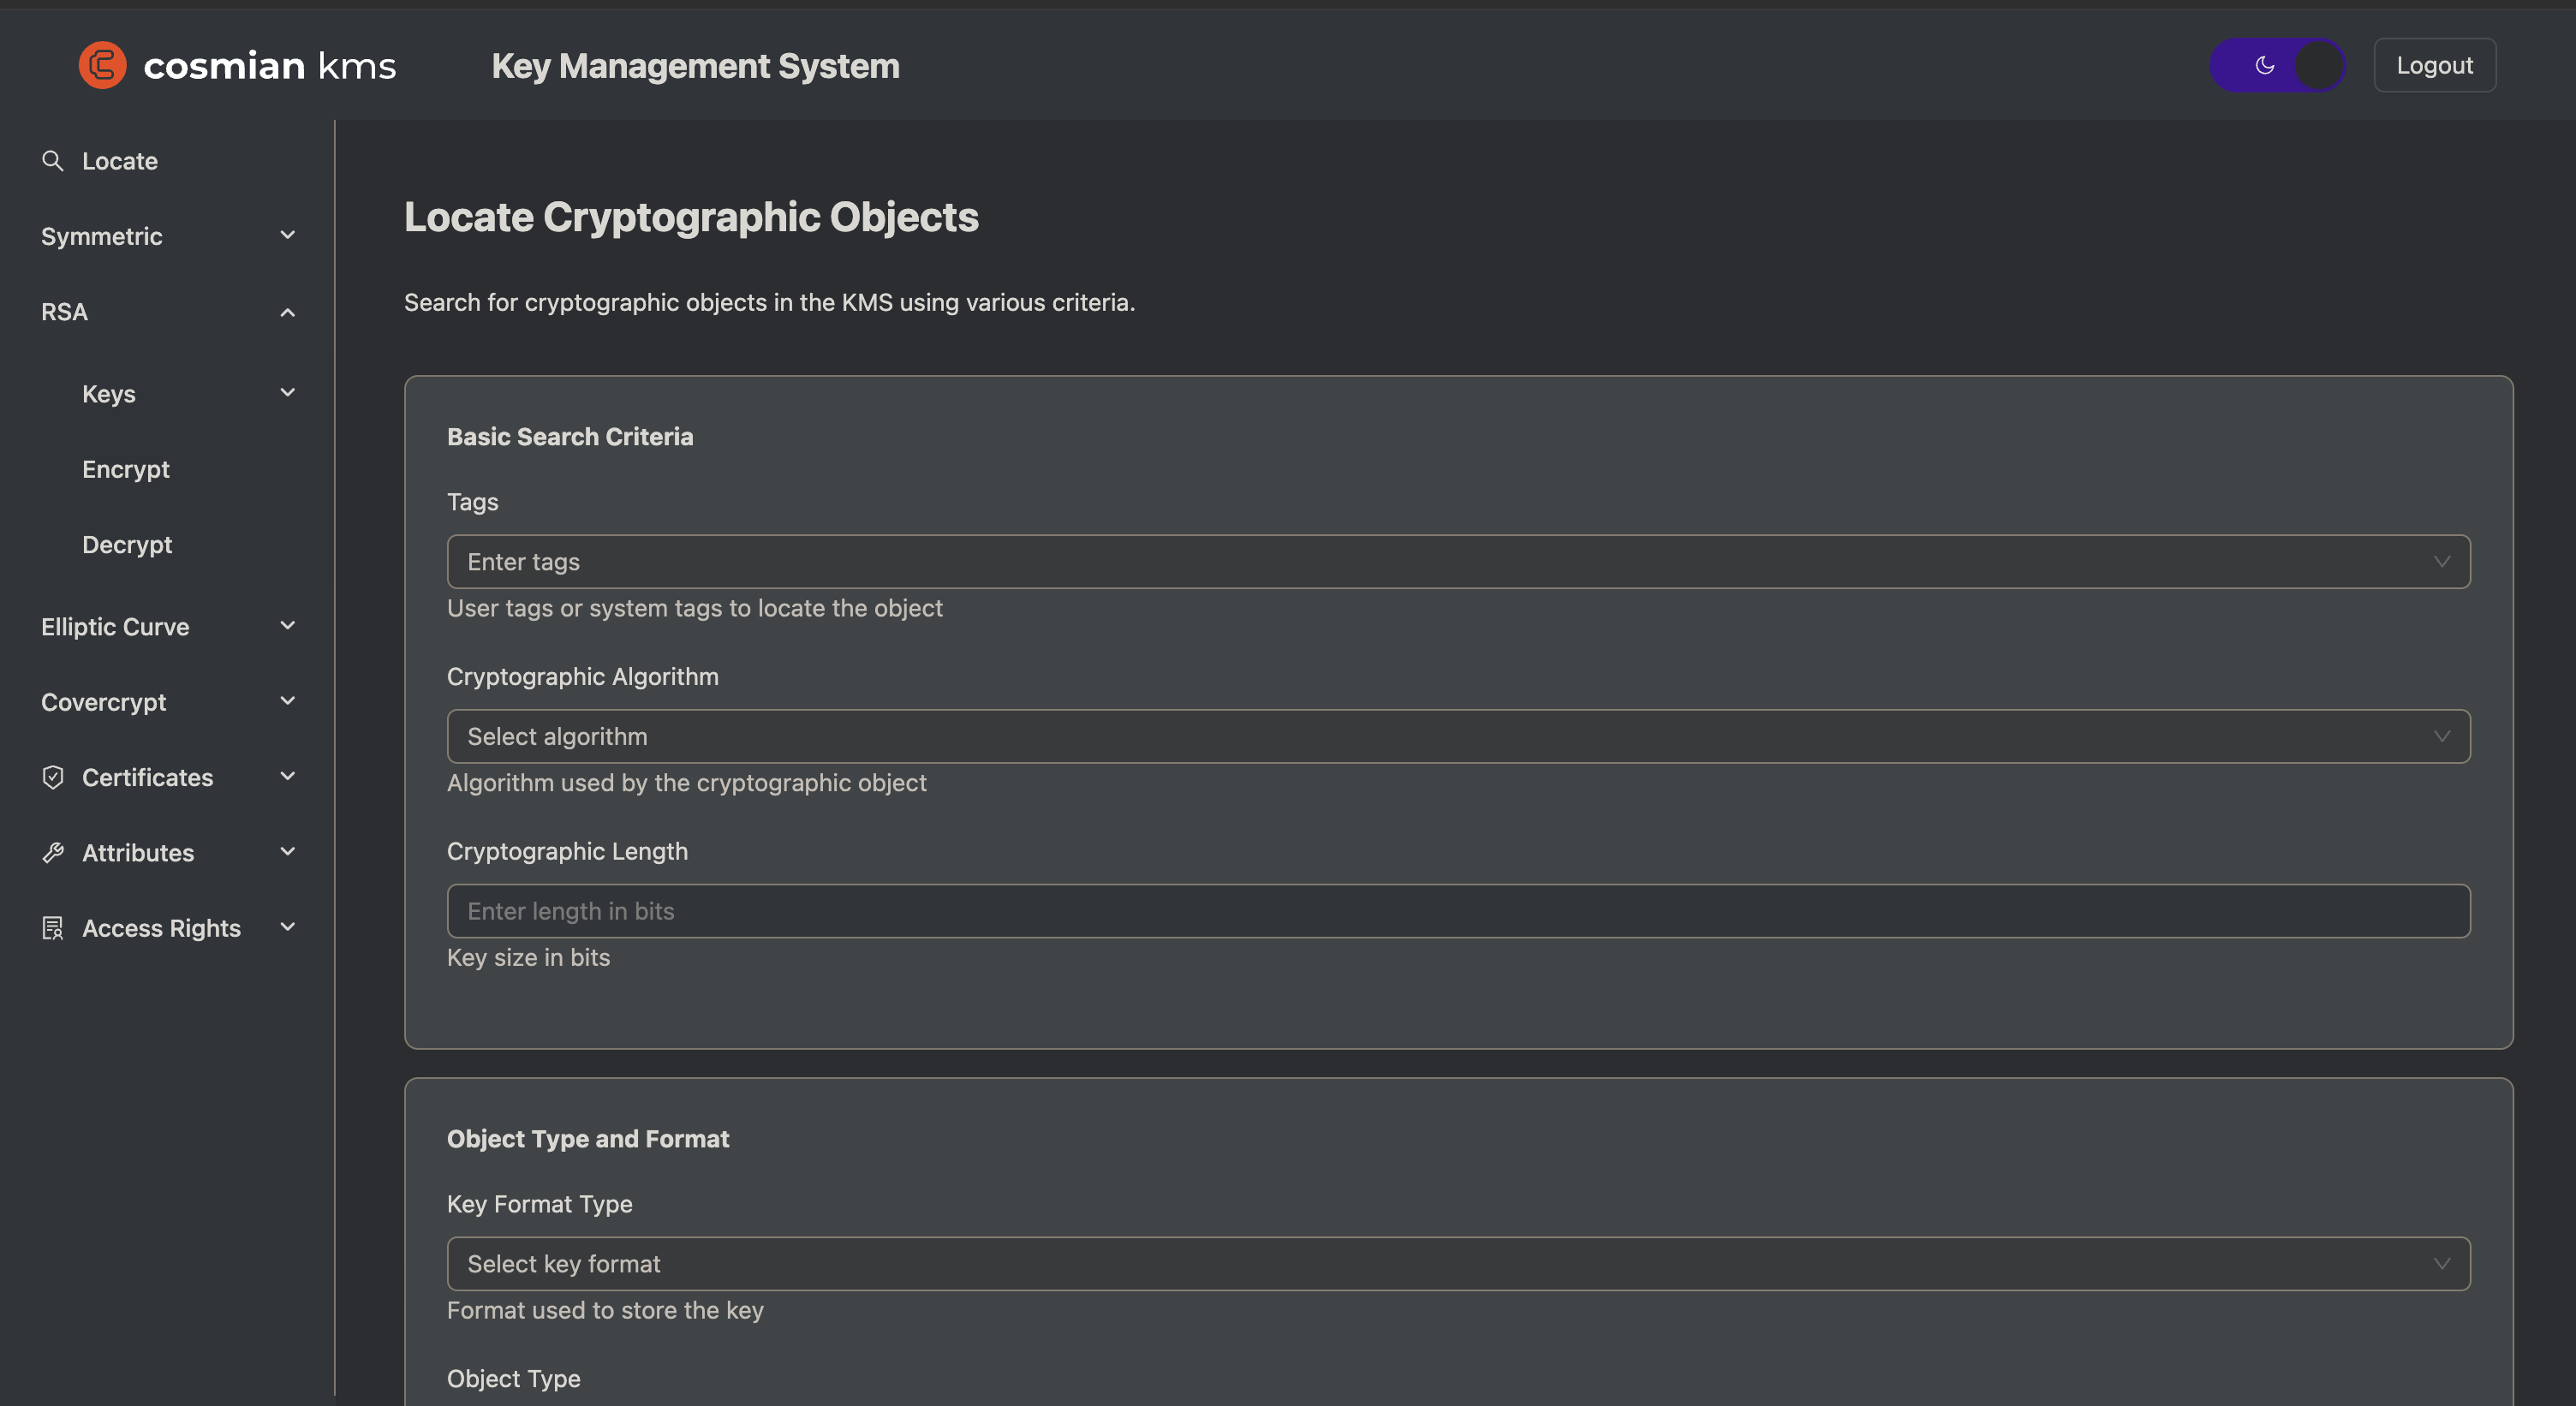 cosmian kms
Key Management System
Logout
Locate
Symmetric
RSA
Keys
Encrypt
Decrypt
Elliptic Curve
Covercrypt
Certificates
Attributes
Access Rights
Locate Cryptographic Objects
Search for cryptographic objects in the KMS using various criteria.
Basic Search Criteria
Tags
Enter tags
User tags or system tags to locate the object
Cryptographic Algorithm
Select algorithm
Algorithm used by the cryptographic object
Cryptographic Length
Enter length in bits
Key size in bits
Object Type and Format
Key Format Type
Select key format
Format used to store the key
Object Type